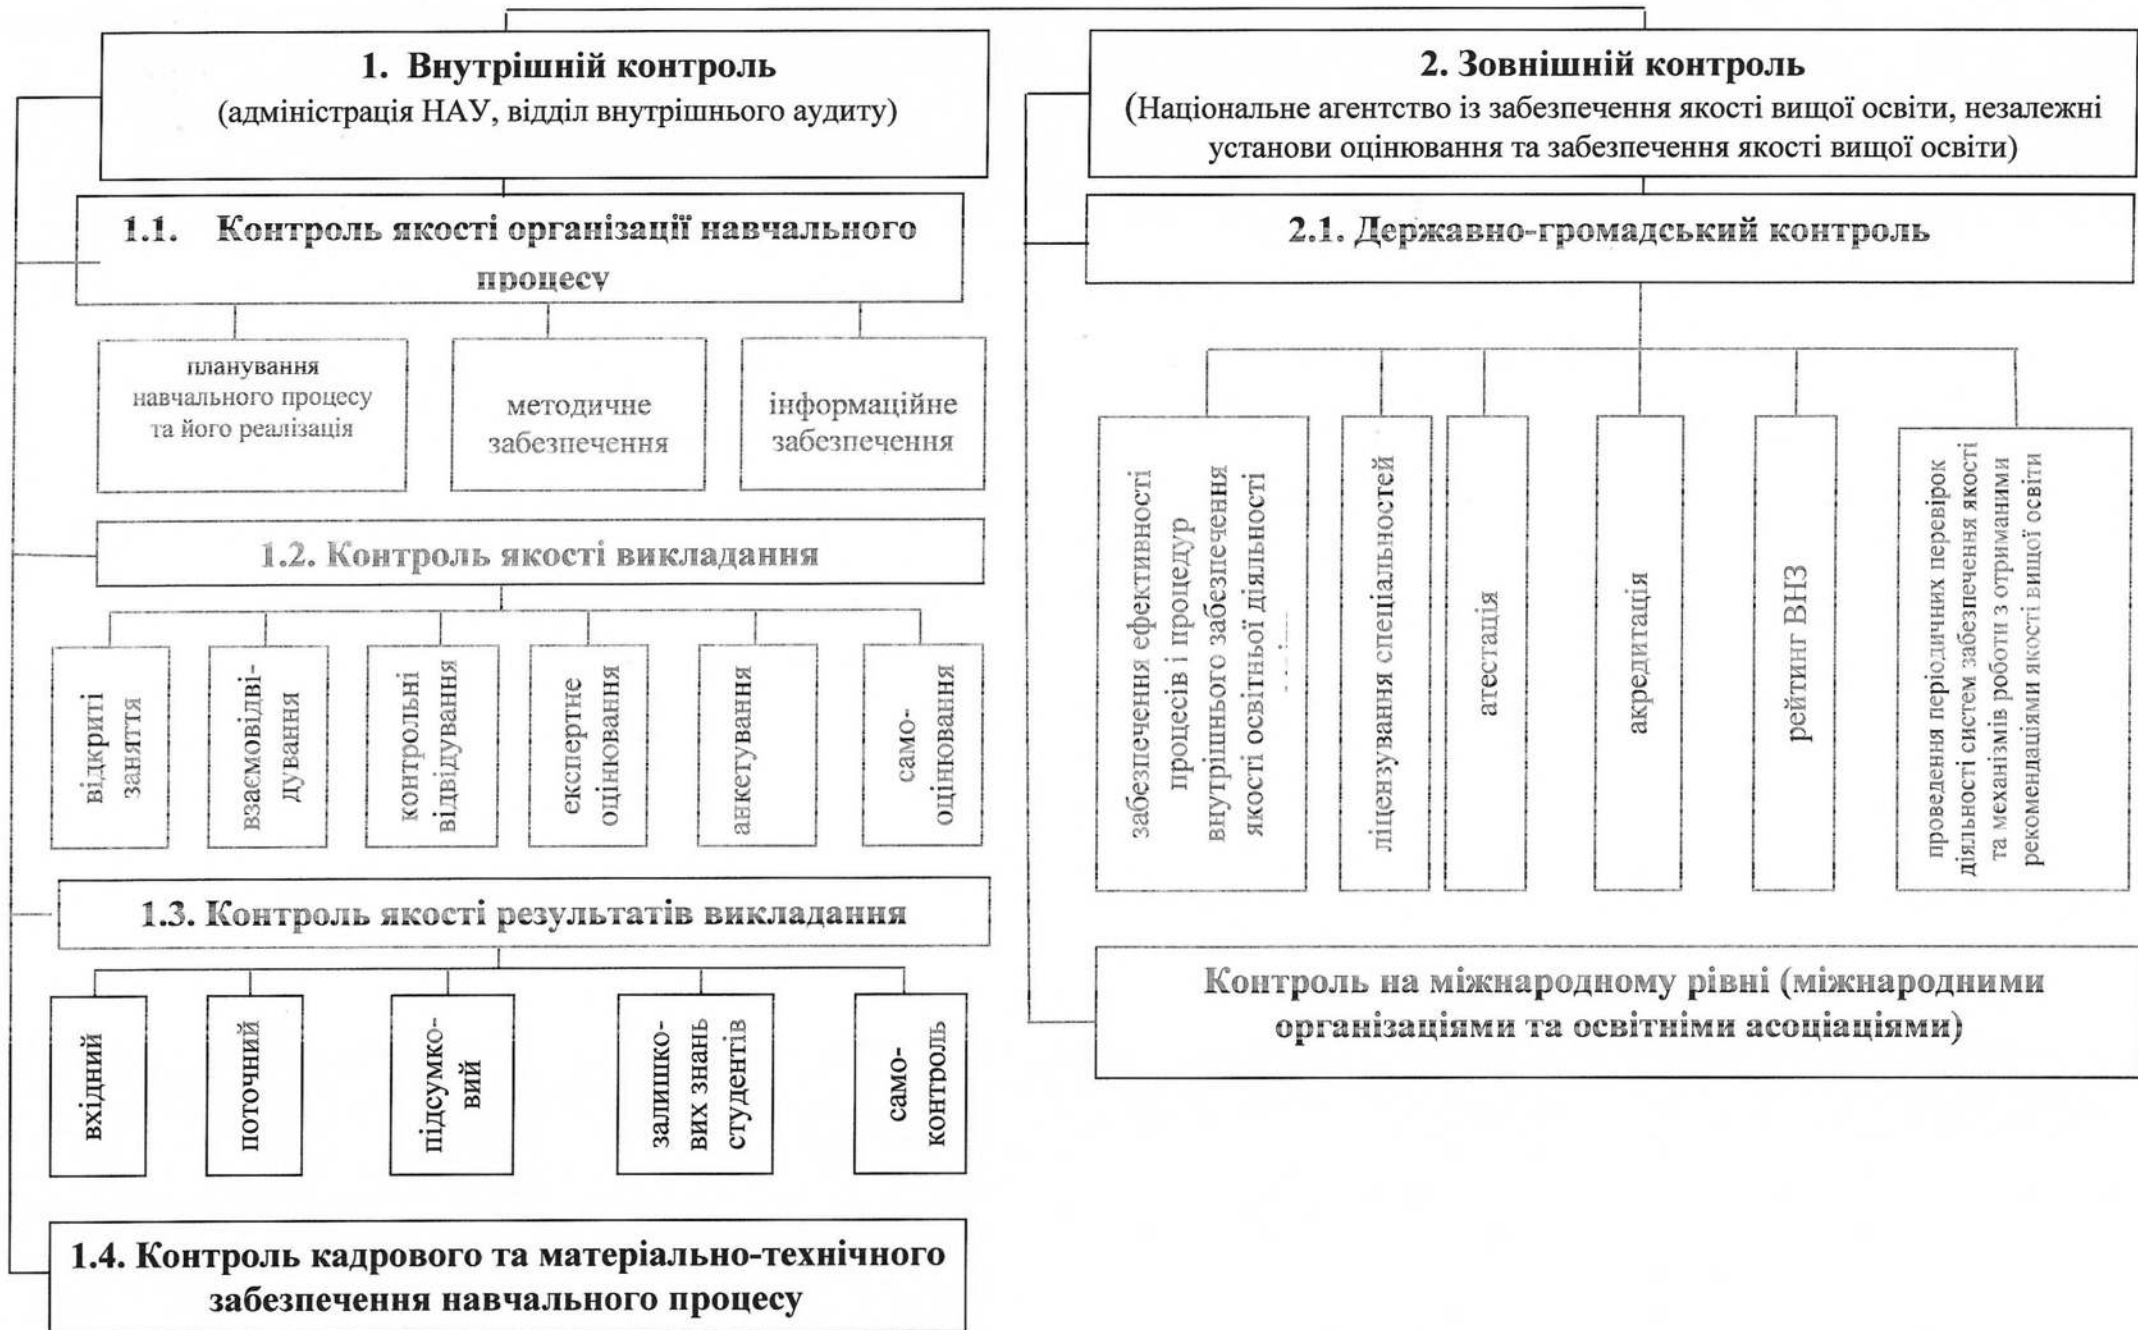 1. Внутрішній контроль
(адміністрація НАУ, відділ внутрішнього аудиту)
1.1. Контроль якості організації навчального
процесу
планування
навчального процесу
та його реалізація
методичне
забезпечення
інформаційне
забезпечення
1.2. Контроль якості викладання
відкриті
заняття
взаємовідві-
дування
контрольні
відвідування
експертне
оцінювання
анкетування
само-
оцінювання
1.3. Контроль якості результатів викладання
вхідний
поточний
підсумко-
вий
залишко-
вих знань
студентів
само-
контроль
1.4. Контроль кадрового та матеріально-технічного
забезпечення навчального процесу
2. Зовнішній контроль
(Національне агентство із забезпечення якості вищої освіти, незалежні
установи оцінювання та забезпечення якості вищої освіти)
2.1. Державно-громадський контроль
забезпечення ефективності
процесів і процедур
внутрішнього забезпечення
якості освітньої діяльності
ліцензування спеціальностей
атестація
акредитація
рейтинг ВНЗ
проведення періодичних перевірок
діяльності систем забезпечення якості
та механізмів роботи з отриманими
рекомендаціями якості вищої освіти
Контроль на міжнародному рівні (міжнародними
організаціями та освітніми асоціаціями)